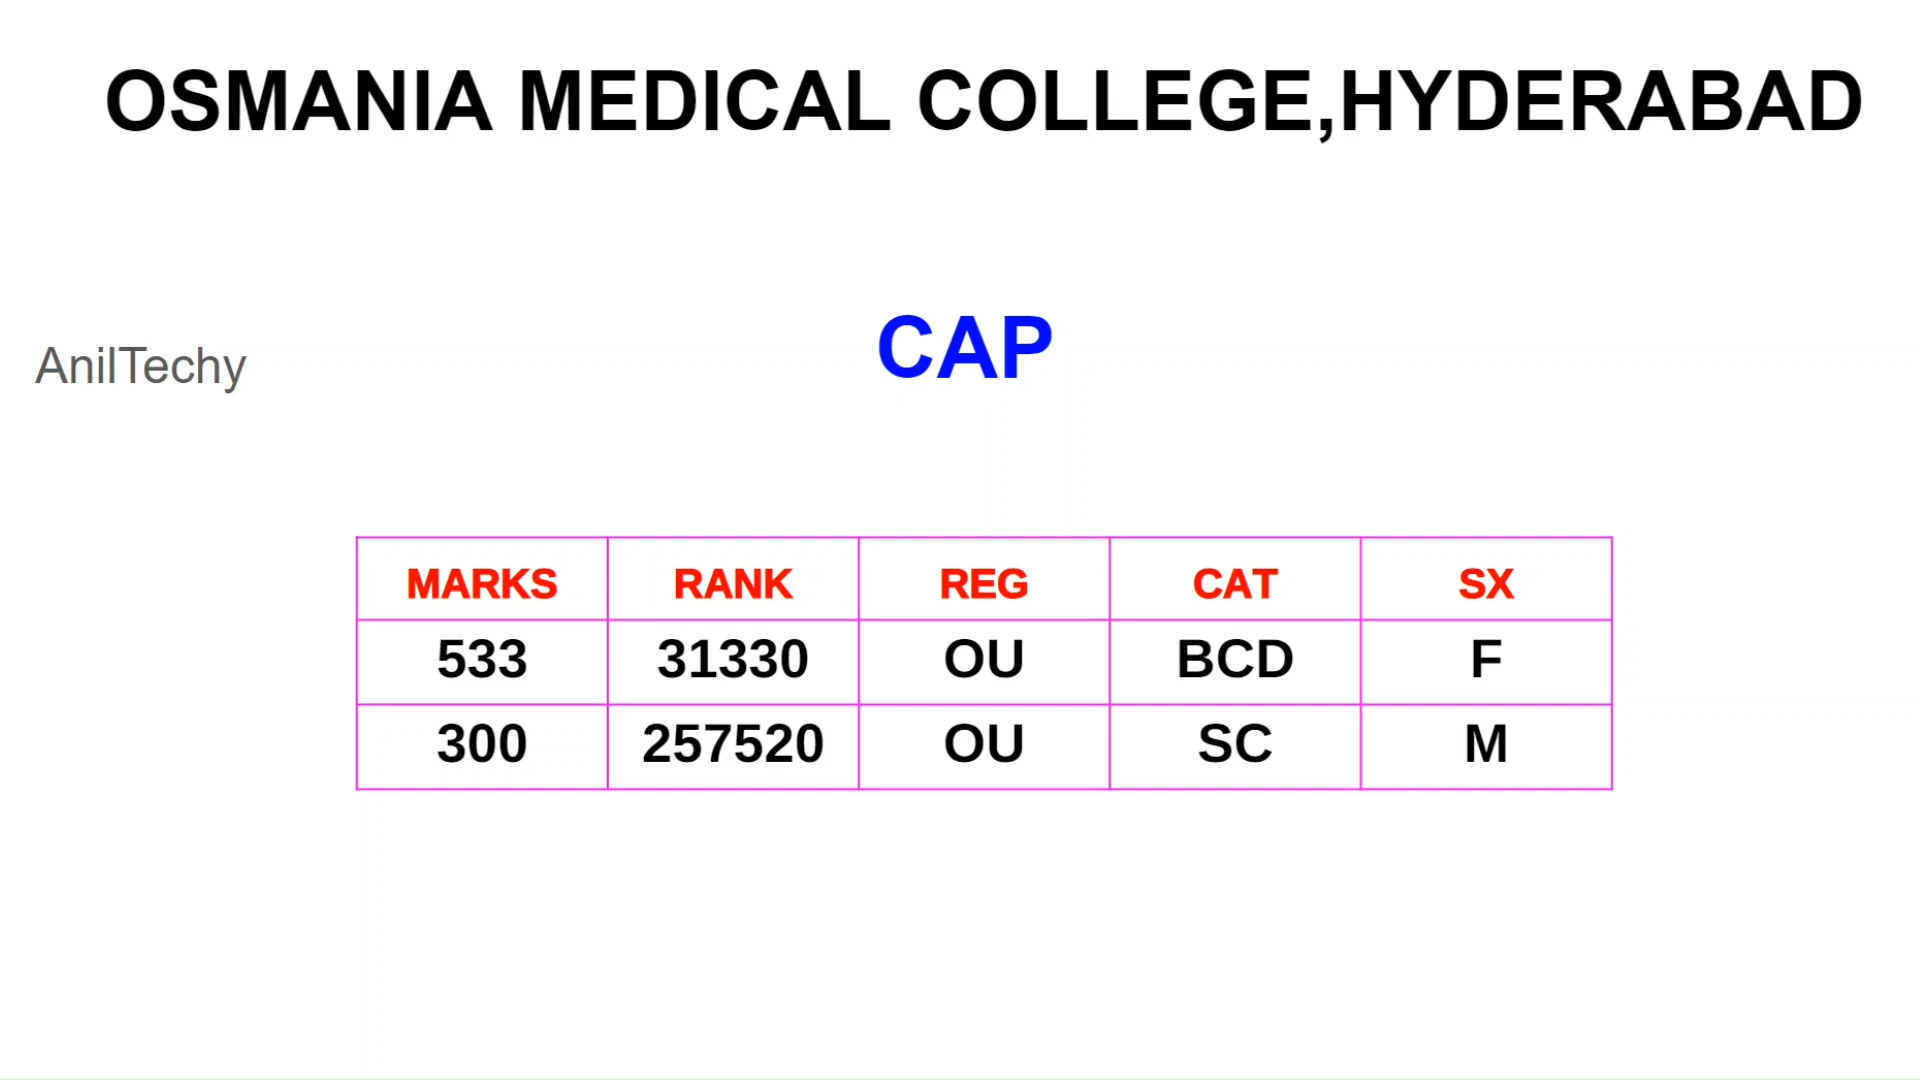 OSMANIA MEDICAL COLLEGE,HYDERABAD
CAP
AnilTechy
MARKS RANK REG CAT SX
533 31330 OU BCD F
300 257520 OU SC M